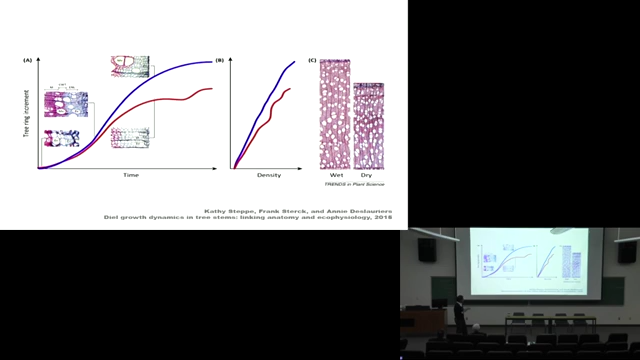 (A)
(B)
(C)
Tree ring increment
Time
Density
Wet
Dry
TRENDS in Plant Science
Kathy Steppe, Frank Sterck, and Annie Deslauriers
Diel growth dynamics in tree stems: linking anatomy and ecophysiology, 2015